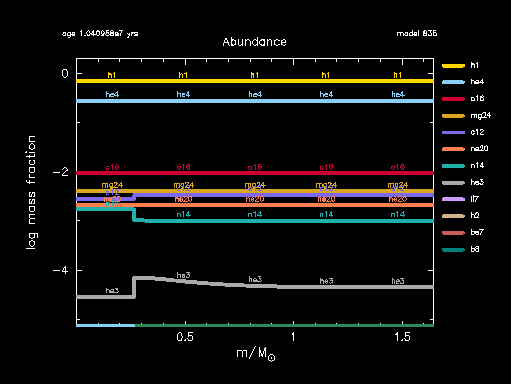 age 1.040958e7 yrs
model 836
Abundance
log mass fraction
0
−2
−4
h1 h1 h1 h1 h1
he4 he4 he4 he4 he4
o16 o16 o16 o16 o16
mg24 mg24 mg24 mg24 mg24
ne20 ne20 ne20 ne20
n14 n14 n14 n14
he3 he3 he3 he3 he3
0.5 1 1.5
m/M☉
h1
he4
o16
mg24
c12
ne20
n14
he3
li7
h2
be7
b8